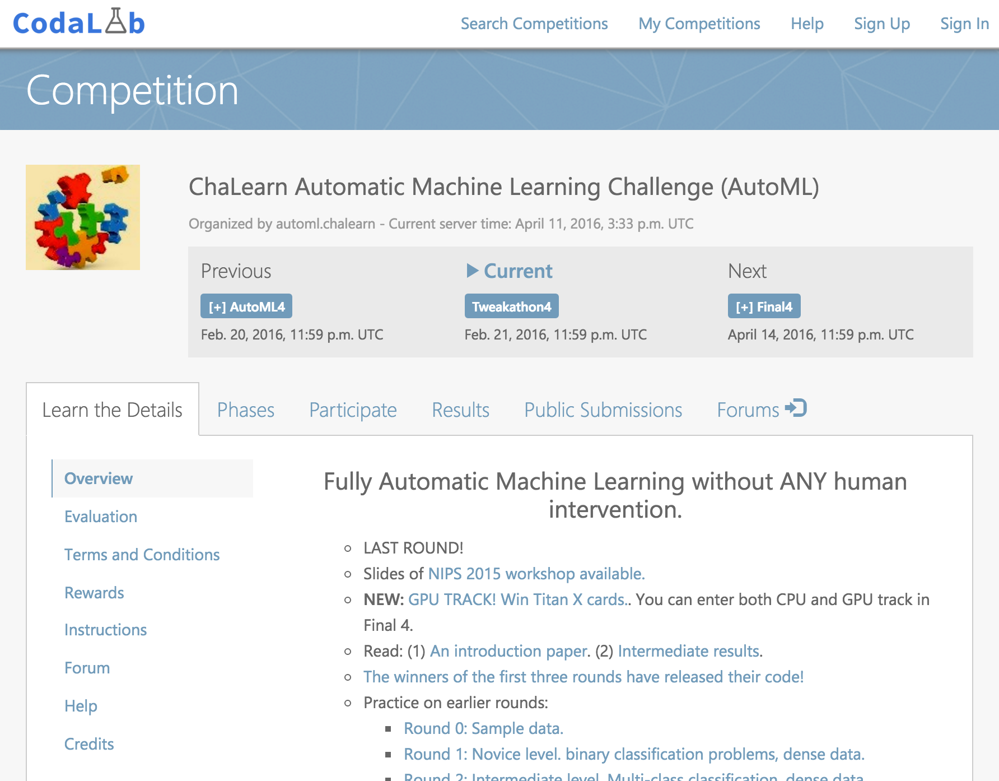 CodaLab
Search Competitions My Competitions Help Sign Up Sign In
Competition
ChaLearn Automatic Machine Learning Challenge (AutoML)
Organized by automl.chalearn - Current server time: April 11, 2016, 3:33 p.m. UTC
Previous Current Next
[+] AutoML4 Tweakathon4 [+] Final4
Feb. 20, 2016, 11:59 p.m. UTC Feb. 21, 2016, 11:59 p.m. UTC April 14, 2016, 11:59 p.m. UTC
Learn the Details Phases Participate Results Public Submissions Forums
Overview
Evaluation
Terms and Conditions
Rewards
Instructions
Forum
Help
Credits
Fully Automatic Machine Learning without ANY human
intervention.
LAST ROUND!
Slides of NIPS 2015 workshop available.
NEW: GPU TRACK! Win Titan X cards.. You can enter both CPU and GPU track in
Final 4.
Read: (1) An introduction paper. (2) Intermediate results.
The winners of the first three rounds have released their code!
Practice on earlier rounds:
Round 0: Sample data.
Round 1: Novice level. binary classification problems, dense data.
Round 2: Intermediate level. Multi-class classification, dense data.